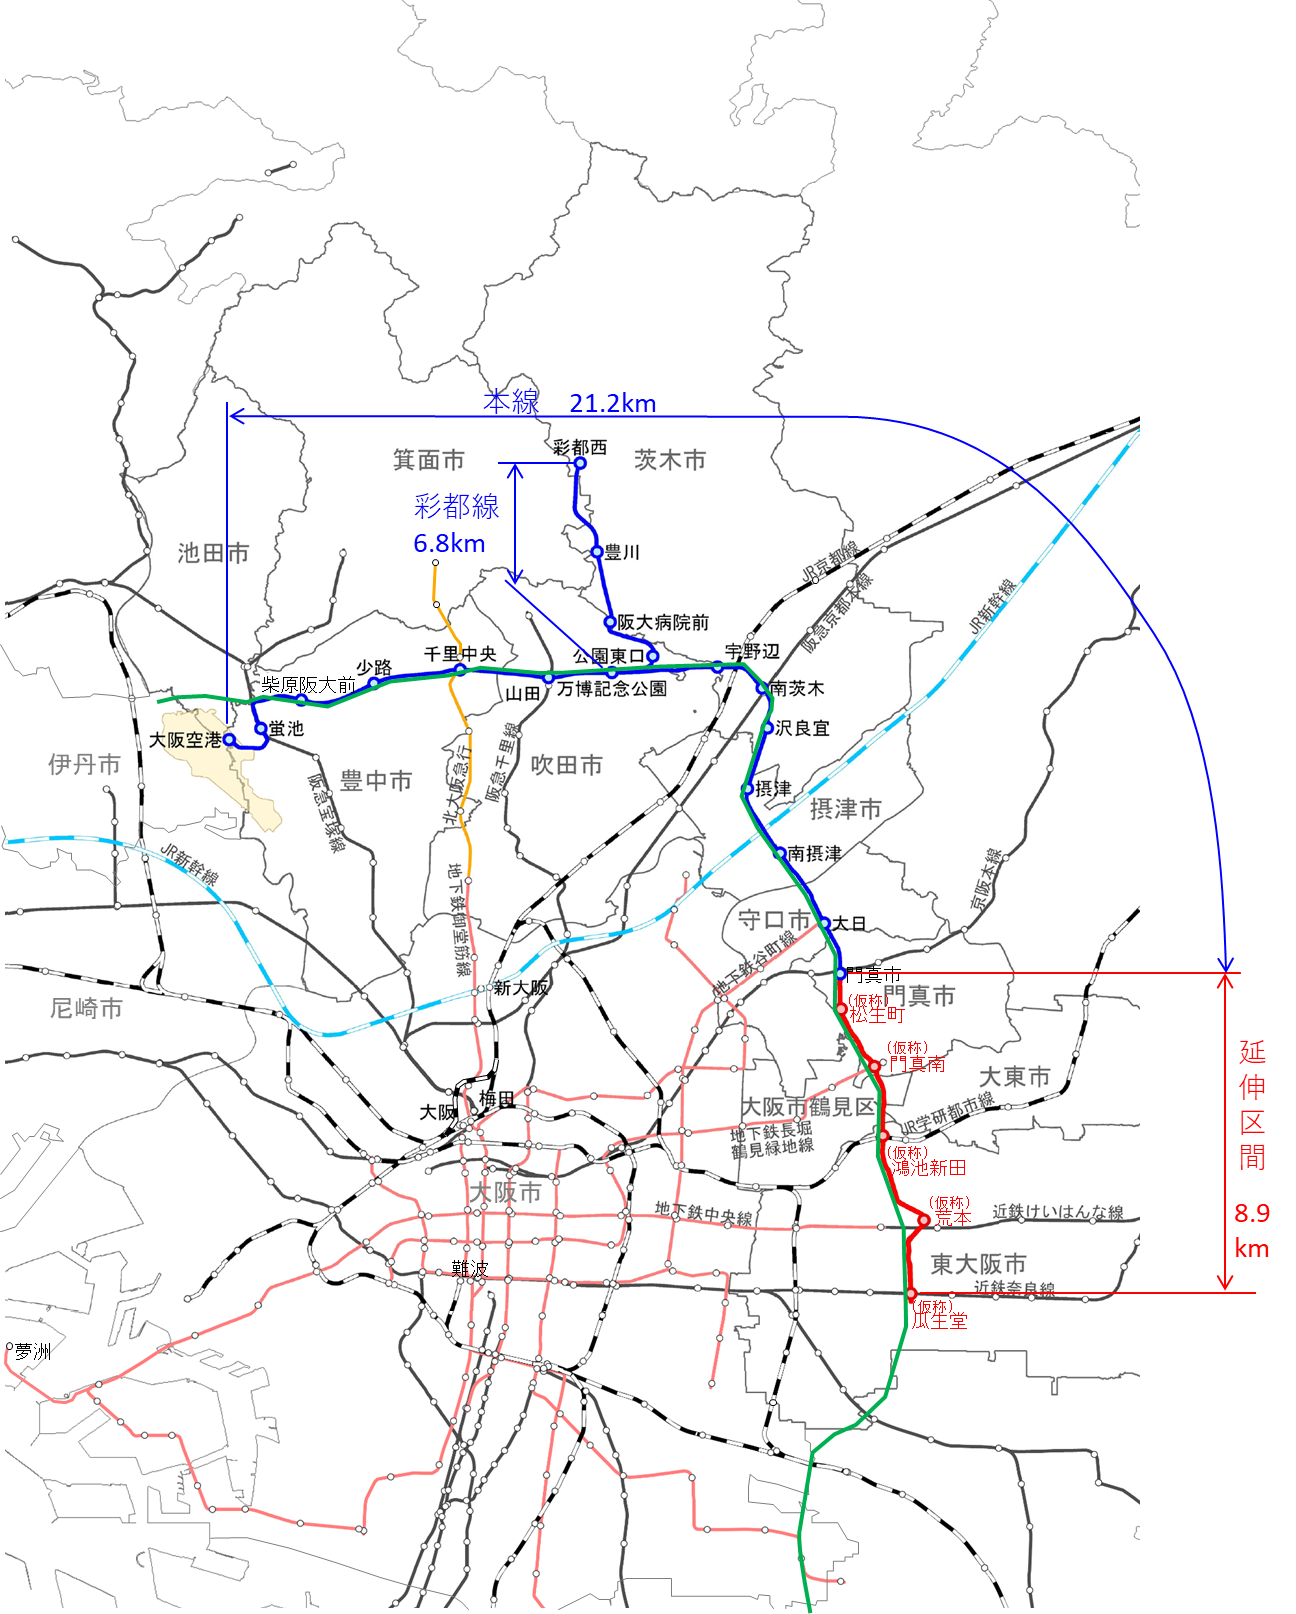 本線 21.2km
彩都西
箕面市
茨木市
彩都線
6.8km
池田市
豊川
JR京都線
阪急京都本線
JR新幹線
阪大病院前
千里中央
公園東口
宇野辺
少路
柴原阪大前
山田
万博記念公園
南茨木
蛍池
大阪空港
沢良宜
伊丹市
豊中市
北大阪急行
阪急千里線
吹田市
摂津
摂津市
阪急宝塚線
JR新幹線
南摂津
京阪本線
地下鉄御堂筋線
守口市
大日
地下鉄谷町線
門真市
新大阪
門真市
尼崎市
(仮称)
松生町
(仮称)
門真南
延伸区間
8.9
km
大東市
梅田
大阪
大阪市鶴見区
JR学研都市線
地下鉄長堀
鶴見緑地線
(仮称)
鴻池新田
大阪市
(仮称)
荒本
地下鉄中央線
近鉄けいはんな線
難波
東大阪市
近鉄奈良線
(仮称)
瓜生堂
夢洲